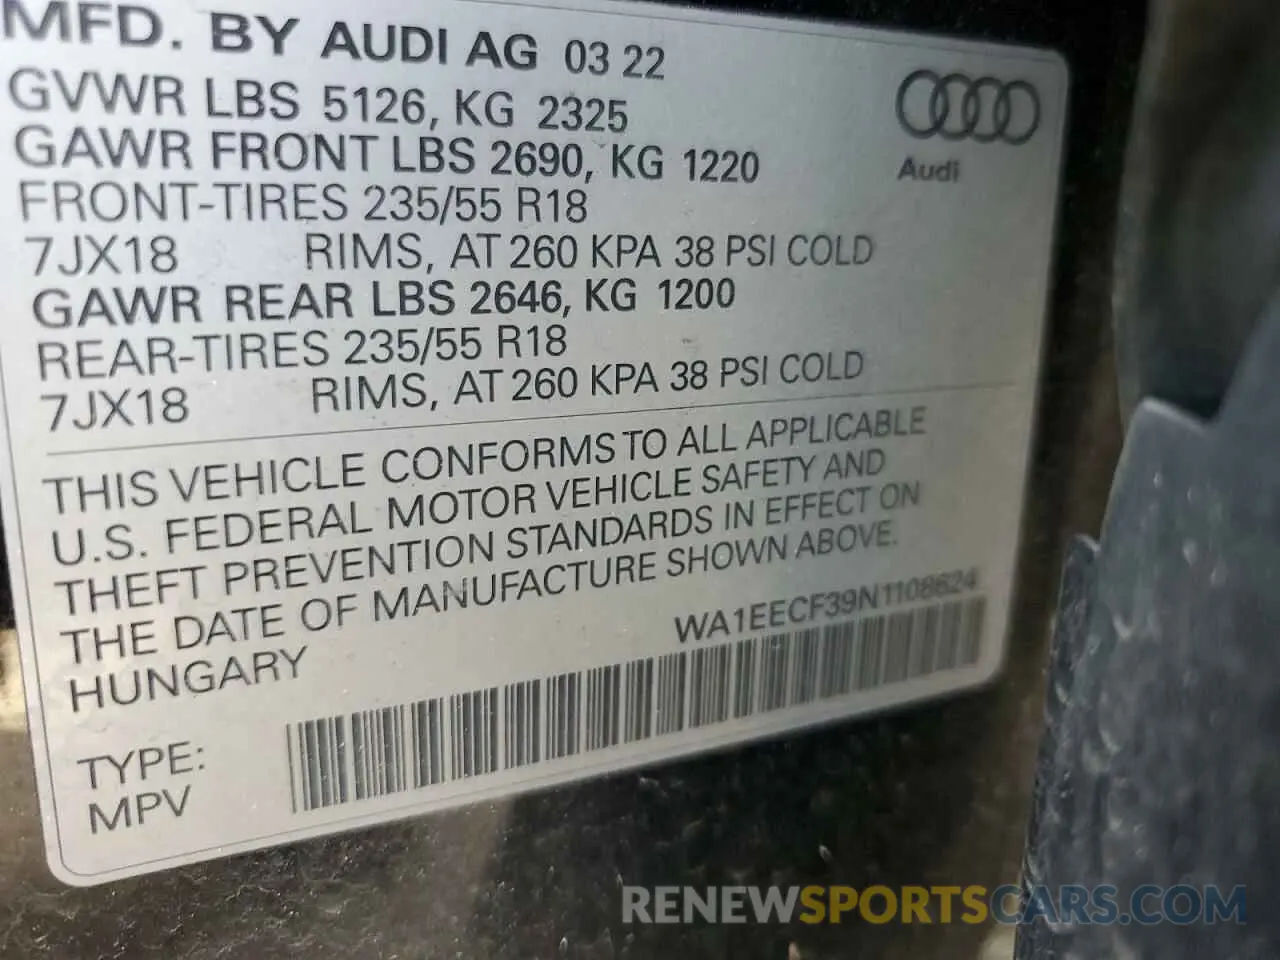 MFD. BY AUDI AG 03 22
GVWR LBS 5126, KG 2325
GAWR FRONT LBS 2690, KG 1220
FRONT-TIRES 235/55 R18
7JX18 RIMS, AT 260 KPA 38 PSI COLD
GAWR REAR LBS 2646, KG 1200
REAR-TIRES 235/55 R18
7JX18 RIMS, AT 260 KPA 38 PSI COLD
Audi
THIS VEHICLE CONFORMS TO ALL APPLICABLE
U.S. FEDERAL MOTOR VEHICLE SAFETY AND
THEFT PREVENTION STANDARDS IN EFFECT ON
THE DATE OF MANUFACTURE SHOWN ABOVE.
HUNGARY
WA1EECF39N1108624
TYPE:
MPV
RENEWSPORTSCARS.COM